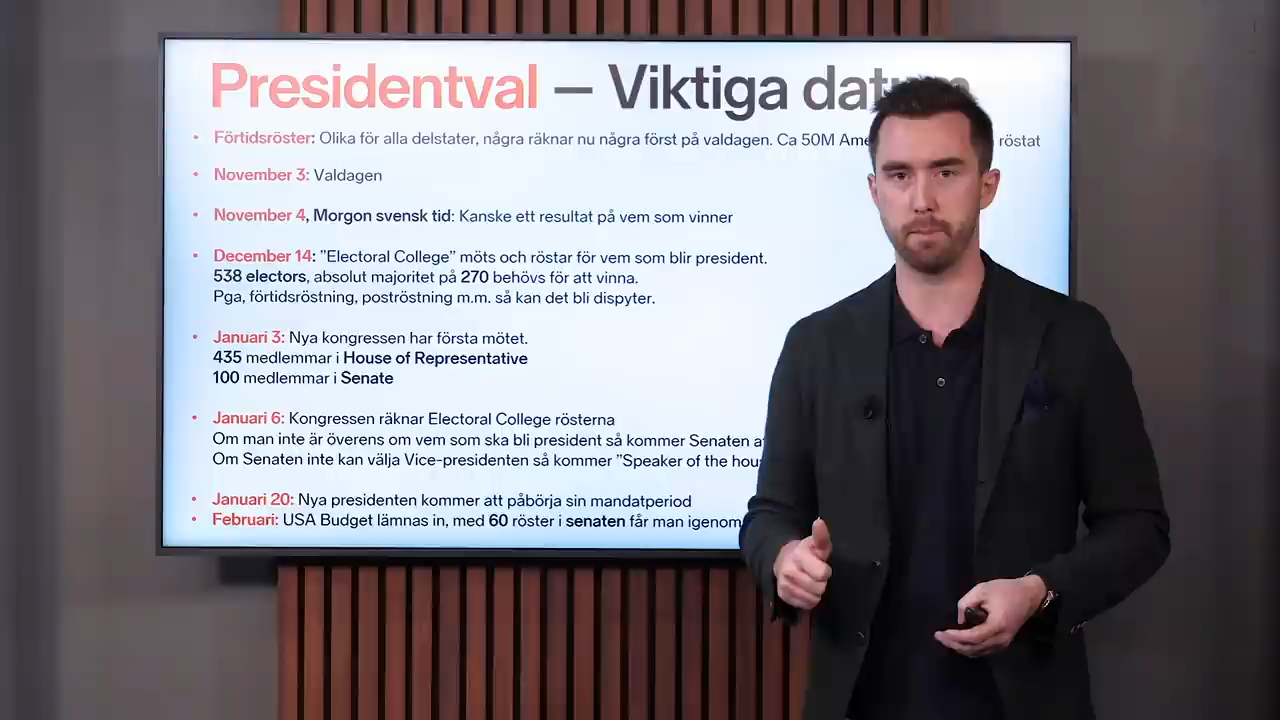 Presidentval — Viktiga datum
• Förtidsröster: Olika för alla delstater, några räknar nu några först på valdagen. Ca 50M röstat
• November 3: Valdagen
• November 4, Morgon svensk tid: Kanske ett resultat på vem som vinner
• December 14: ”Electoral College” möts och röstar för vem som blir president.
538 electors, absolut majoritet på 270 behövs för att vinna.
Pga, förtidsröstning, poströstning m.m. så kan det bli dispyter.
• Januari 3: Nya kongressen har första mötet.
435 medlemmar i House of Representative
100 medlemmar i Senate
• Januari 6: Kongressen räknar Electoral College rösterna
Om man inte är överens om vem som ska bli president så kommer Senaten
Om Senaten inte kan välja Vice-presidenten så kommer ”Speaker of the
• Januari 20: Nya presidenten kommer att påbörja sin mandatperiod
• Februari: USA Budget lämnas in, med 60 röster i senaten får man igenom